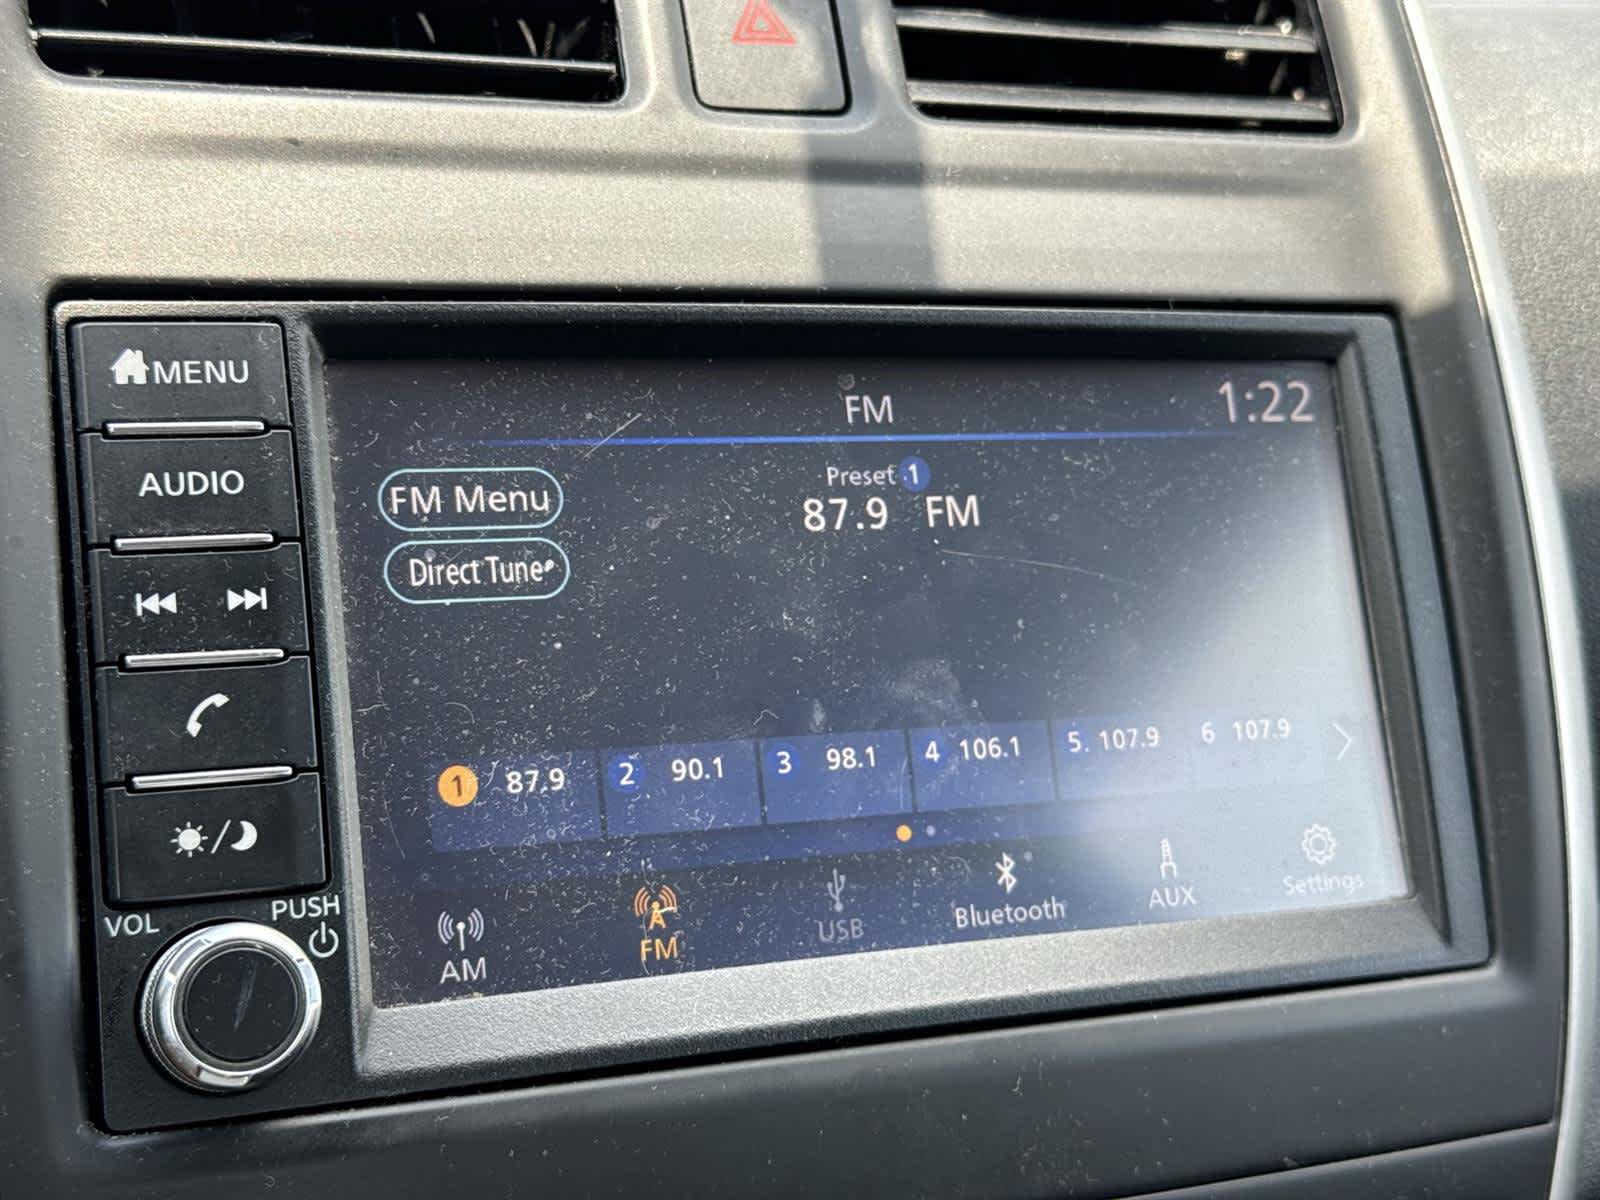 MENU
AUDIO
VOL
PUSH
FM
1:22
FM Menu
Direct Tune
Preset 1
87.9 FM
1 87.9
2 90.1
3 98.1
4 106.1
5 107.9
6 107.9
AM
FM
USB
Bluetooth
AUX
Settings